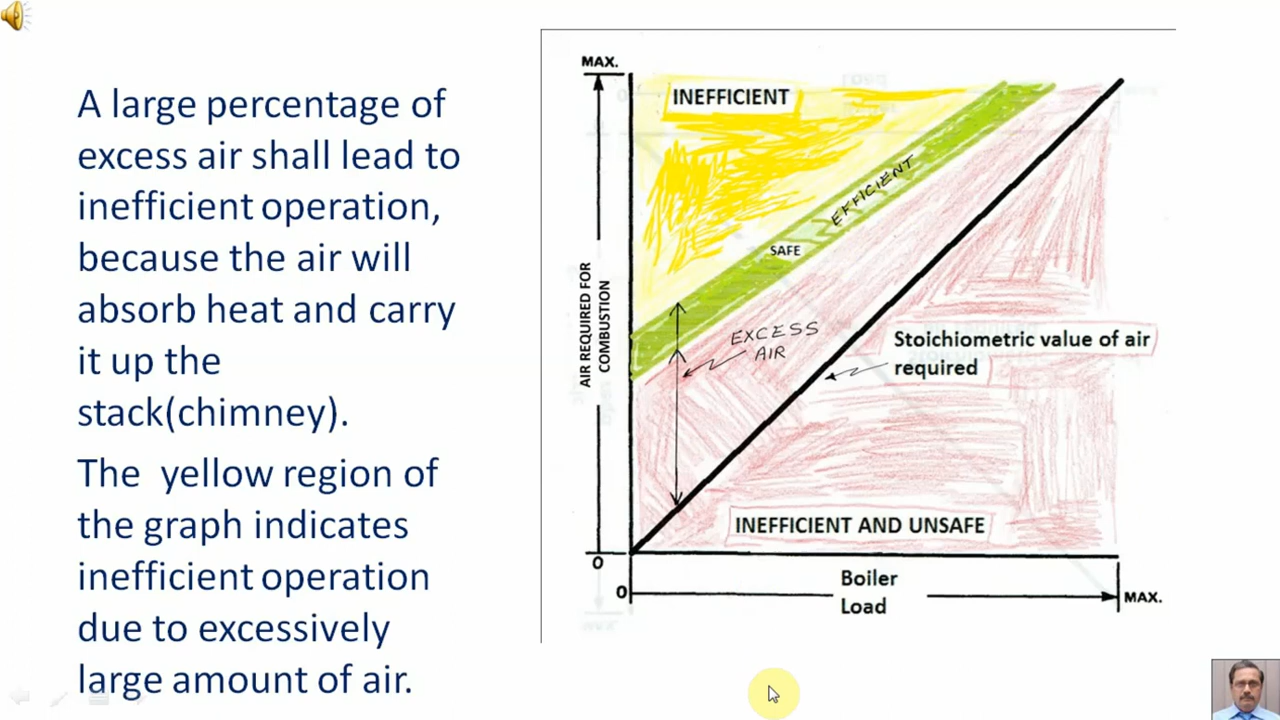 A large percentage of
excess air shall lead to
inefficient operation,
because the air will
absorb heat and carry
it up the
stack(chimney).
The yellow region of
the graph indicates
inefficient operation
due to excessively
large amount of air.
MAX.
INEFFICIENT
EFFICIENT
SAFE
AIR REQUIRED FOR
COMBUSTION
EXCESS
AIR
Stoichiometric value of air
required
INEFFICIENT AND UNSAFE
0
0
Boiler
Load
MAX.